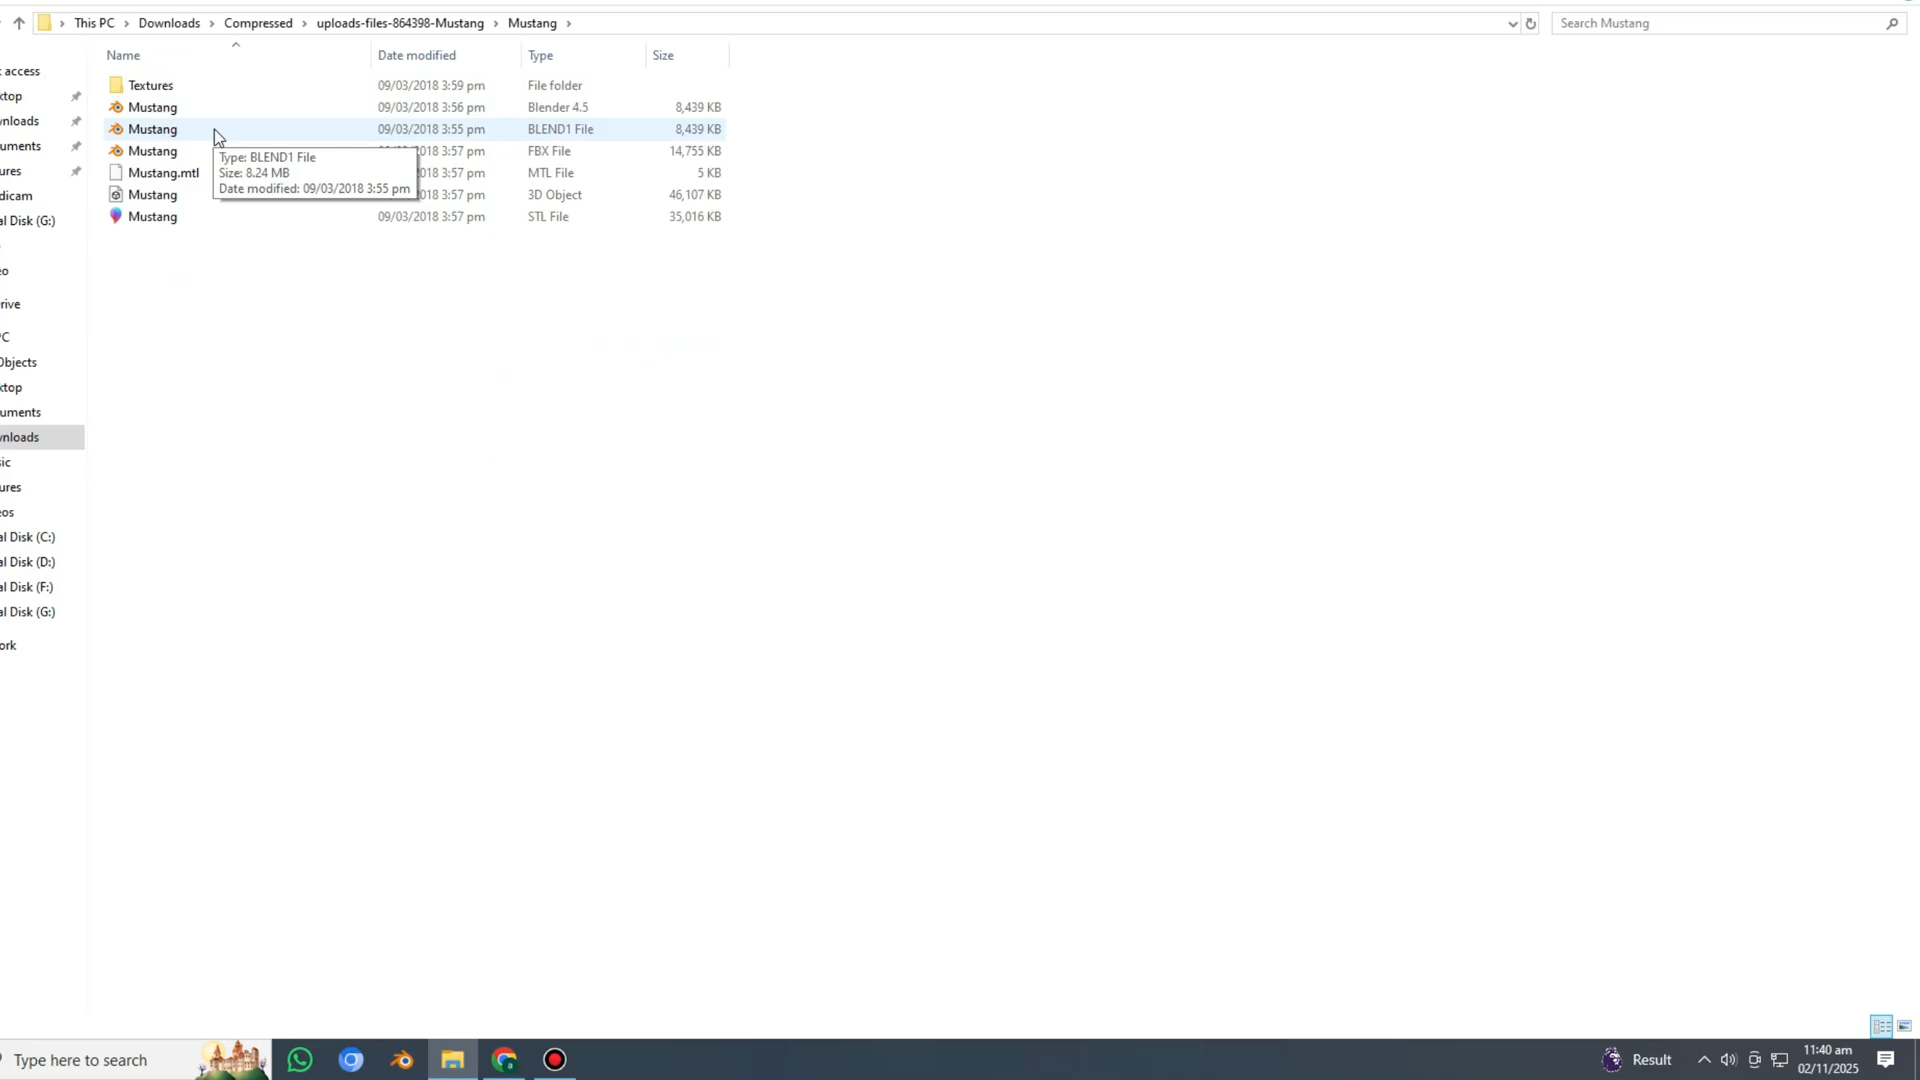 This PC > Downloads > Compressed > uploads-files-864398-Mustang > Mustang >
Search Mustang
Name Date modified Type Size
Textures 09/03/2018 3:59 pm File folder
Mustang 09/03/2018 3:56 pm Blender 4.5 8,439 KB
Mustang 09/03/2018 3:55 pm BLEND1 File 8,439 KB
Mustang 018 3:57 pm FBX File 14,755 KB
Mustang.mtl 018 3:57 pm MTL File 5 KB
Mustang 018 3:57 pm 3D Object 46,107 KB
Mustang 09/03/2018 3:57 pm STL File 35,016 KB
Type: BLEND1 File
Size: 8.24 MB
Date modified: 09/03/2018 3:55 pm
access
ktop
nloads
uments
ures
dicam
al Disk (G:)
eo
rive
PC
Objects
ktop
uments
nloads
sic
ures
eos
al Disk (C:)
al Disk (D:)
al Disk (F:)
al Disk (G:)
ork
Type here to search
Result
11:40 am
02/11/2025